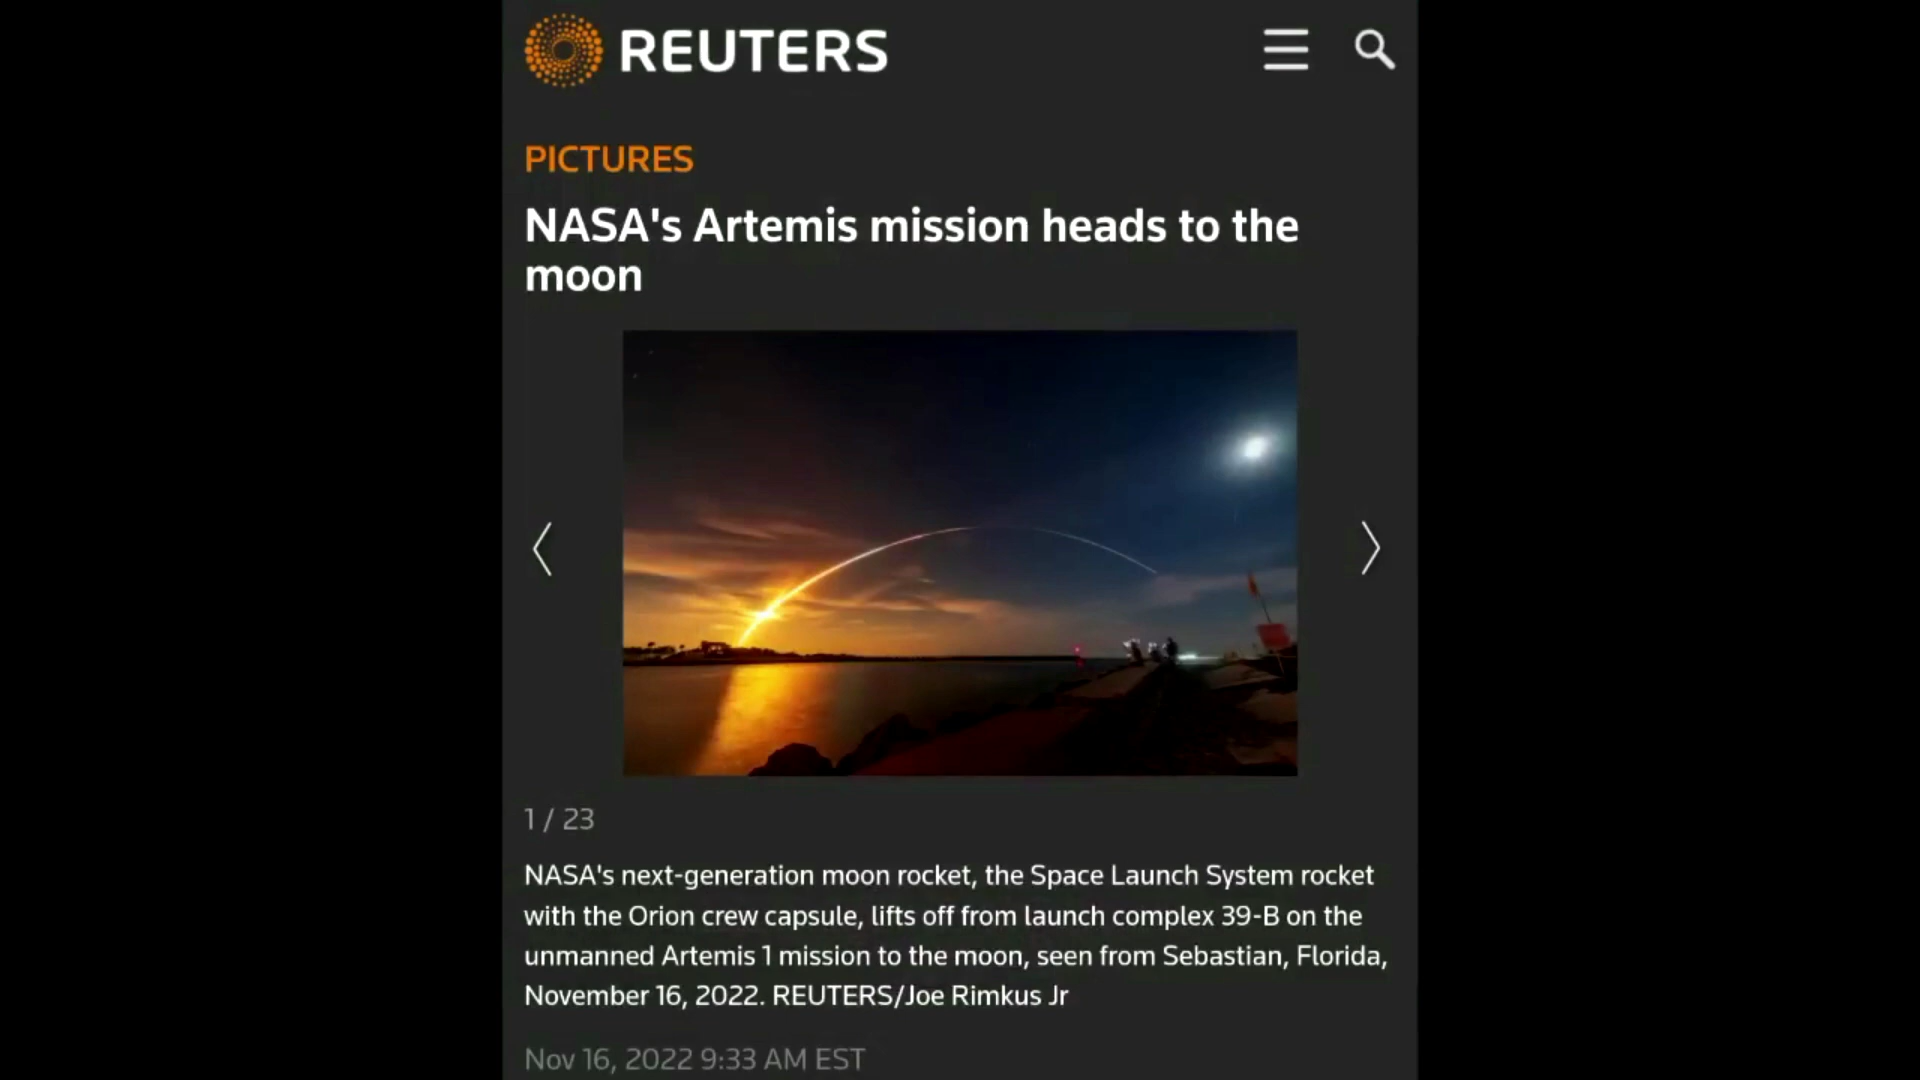 REUTERS
PICTURES
NASA's Artemis mission heads to the
moon
1 / 23
NASA's next-generation moon rocket, the Space Launch System rocket
with the Orion crew capsule, lifts off from launch complex 39-B on the
unmanned Artemis 1 mission to the moon, seen from Sebastian, Florida,
November 16, 2022. REUTERS/Joe Rimkus Jr
Nov 16, 2022 9:33 AM EST